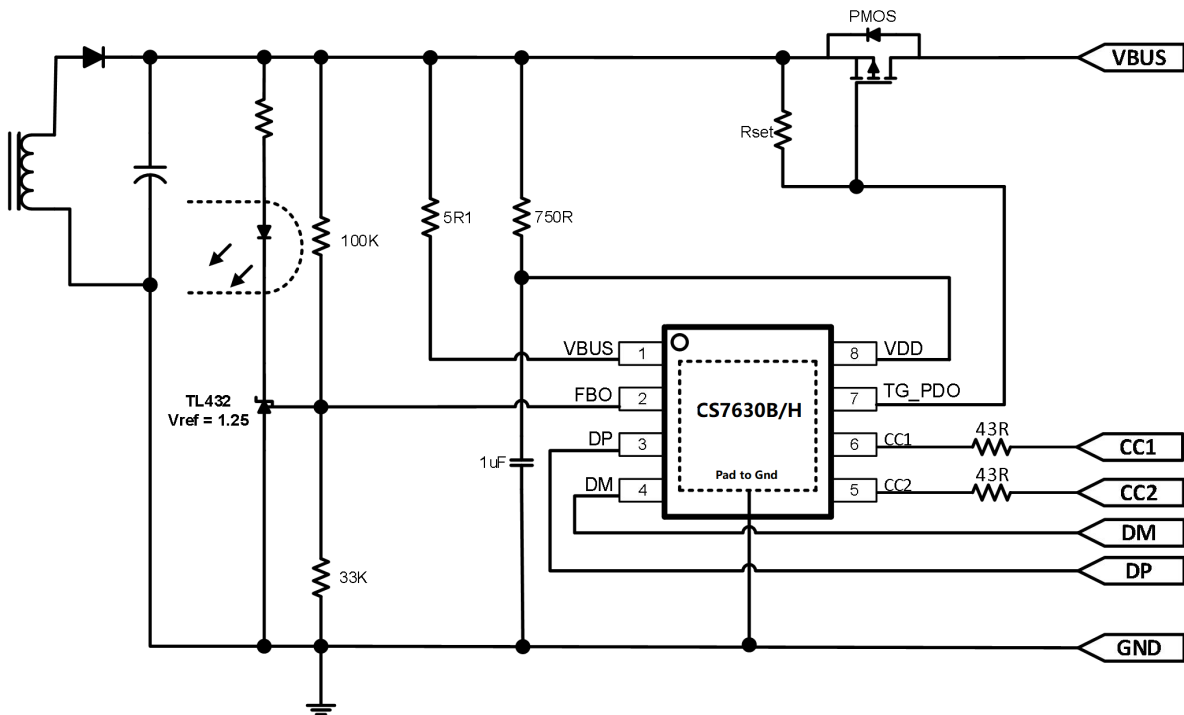 PMOS
VBUS
Rset
5R1
750R
100K
VBUS
1
8
VDD
FBO
2
7
TG_PDO
TL432
Vref = 1.25
CS7630B/H
DP
3
6
CC1
43R
CC1
1uF
Pad to Gnd
DM
4
5
CC2
43R
CC2
DM
DP
33K
GND